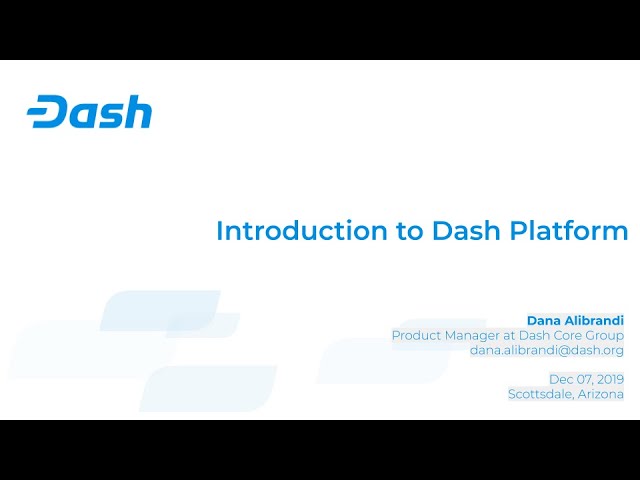 Dash
Introduction to Dash Platform
Dana Alibrandi
Product Manager at Dash Core Group
dana.alibrandi@dash.org
Dec 07, 2019
Scottsdale, Arizona